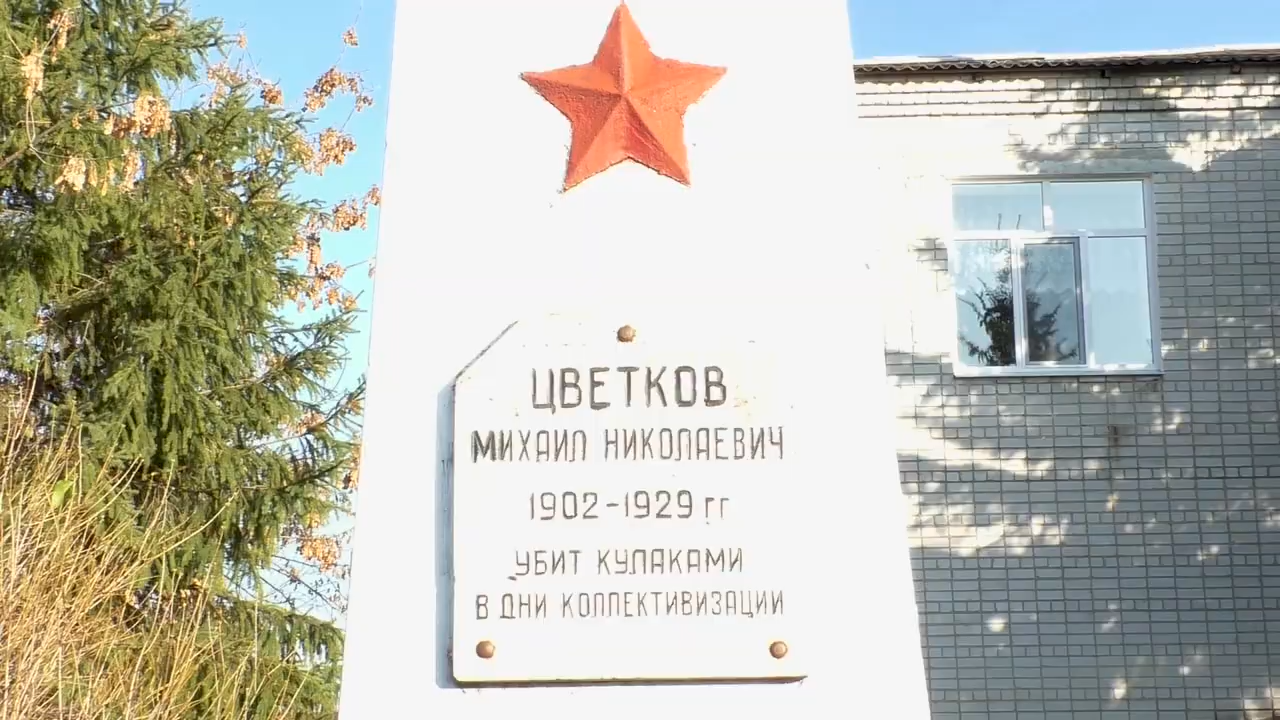 ЦВЕТКОВ
МИХАИЛ НИКОЛАЕВИЧ
1902-1929 гг
УБИТ КУЛАКАМИ
В ДНИ КОЛЛЕКТИВИЗАЦИИ